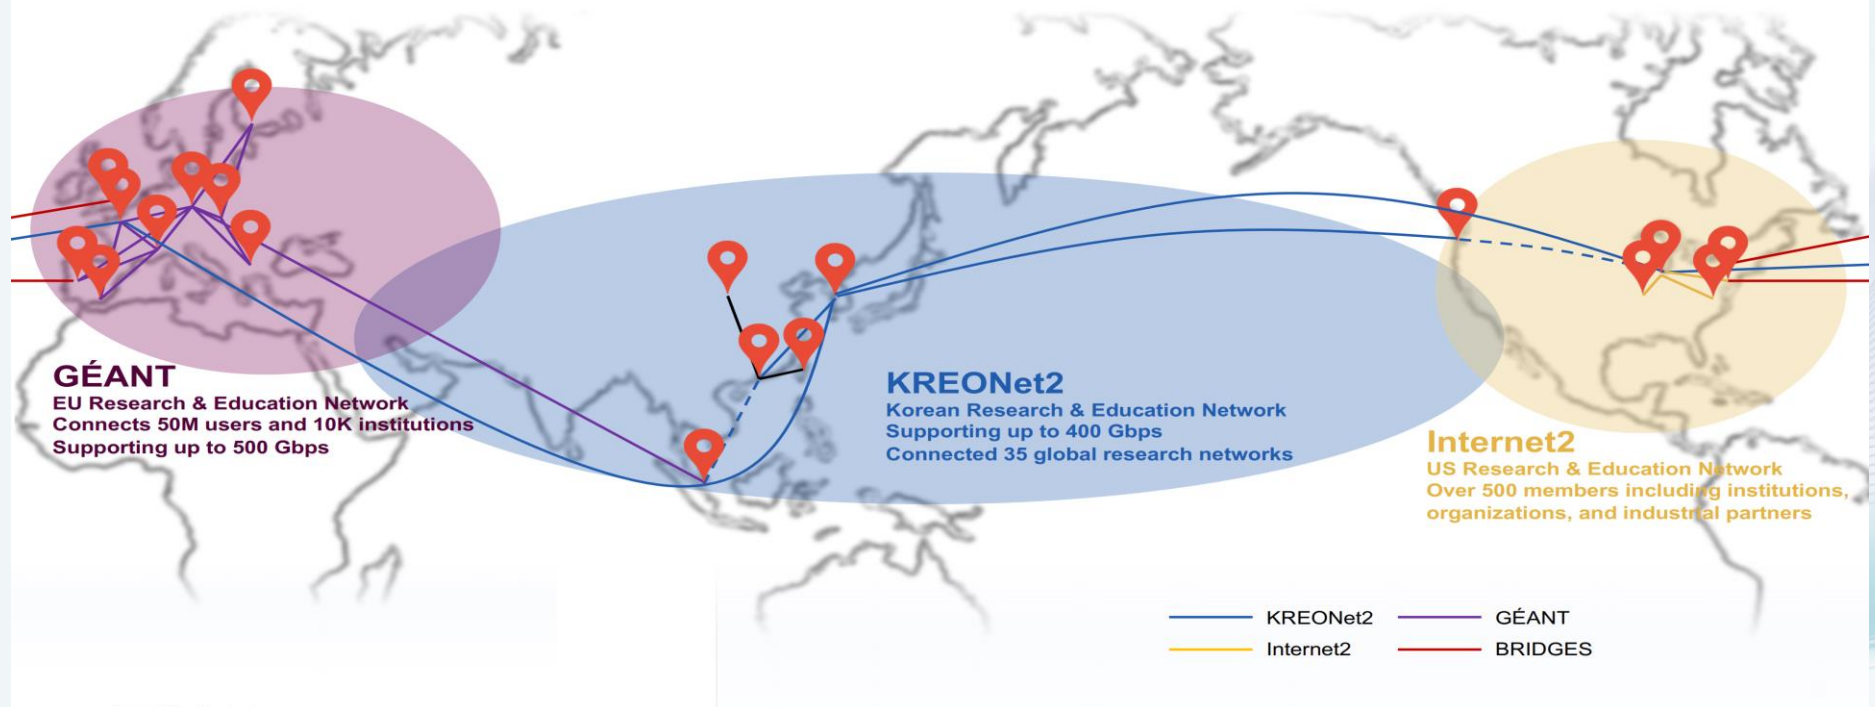 GÉANT
EU Research & Education Network
Connects 50M users and 10K institutions
Supporting up to 500 Gbps
KREONet2
Korean Research & Education Network
Supporting up to 400 Gbps
Connected 35 global research networks
Internet2
US Research & Education Network
Over 500 members including institutions,
organizations, and industrial partners
KREONet2
GÉANT
Internet2
BRIDGES